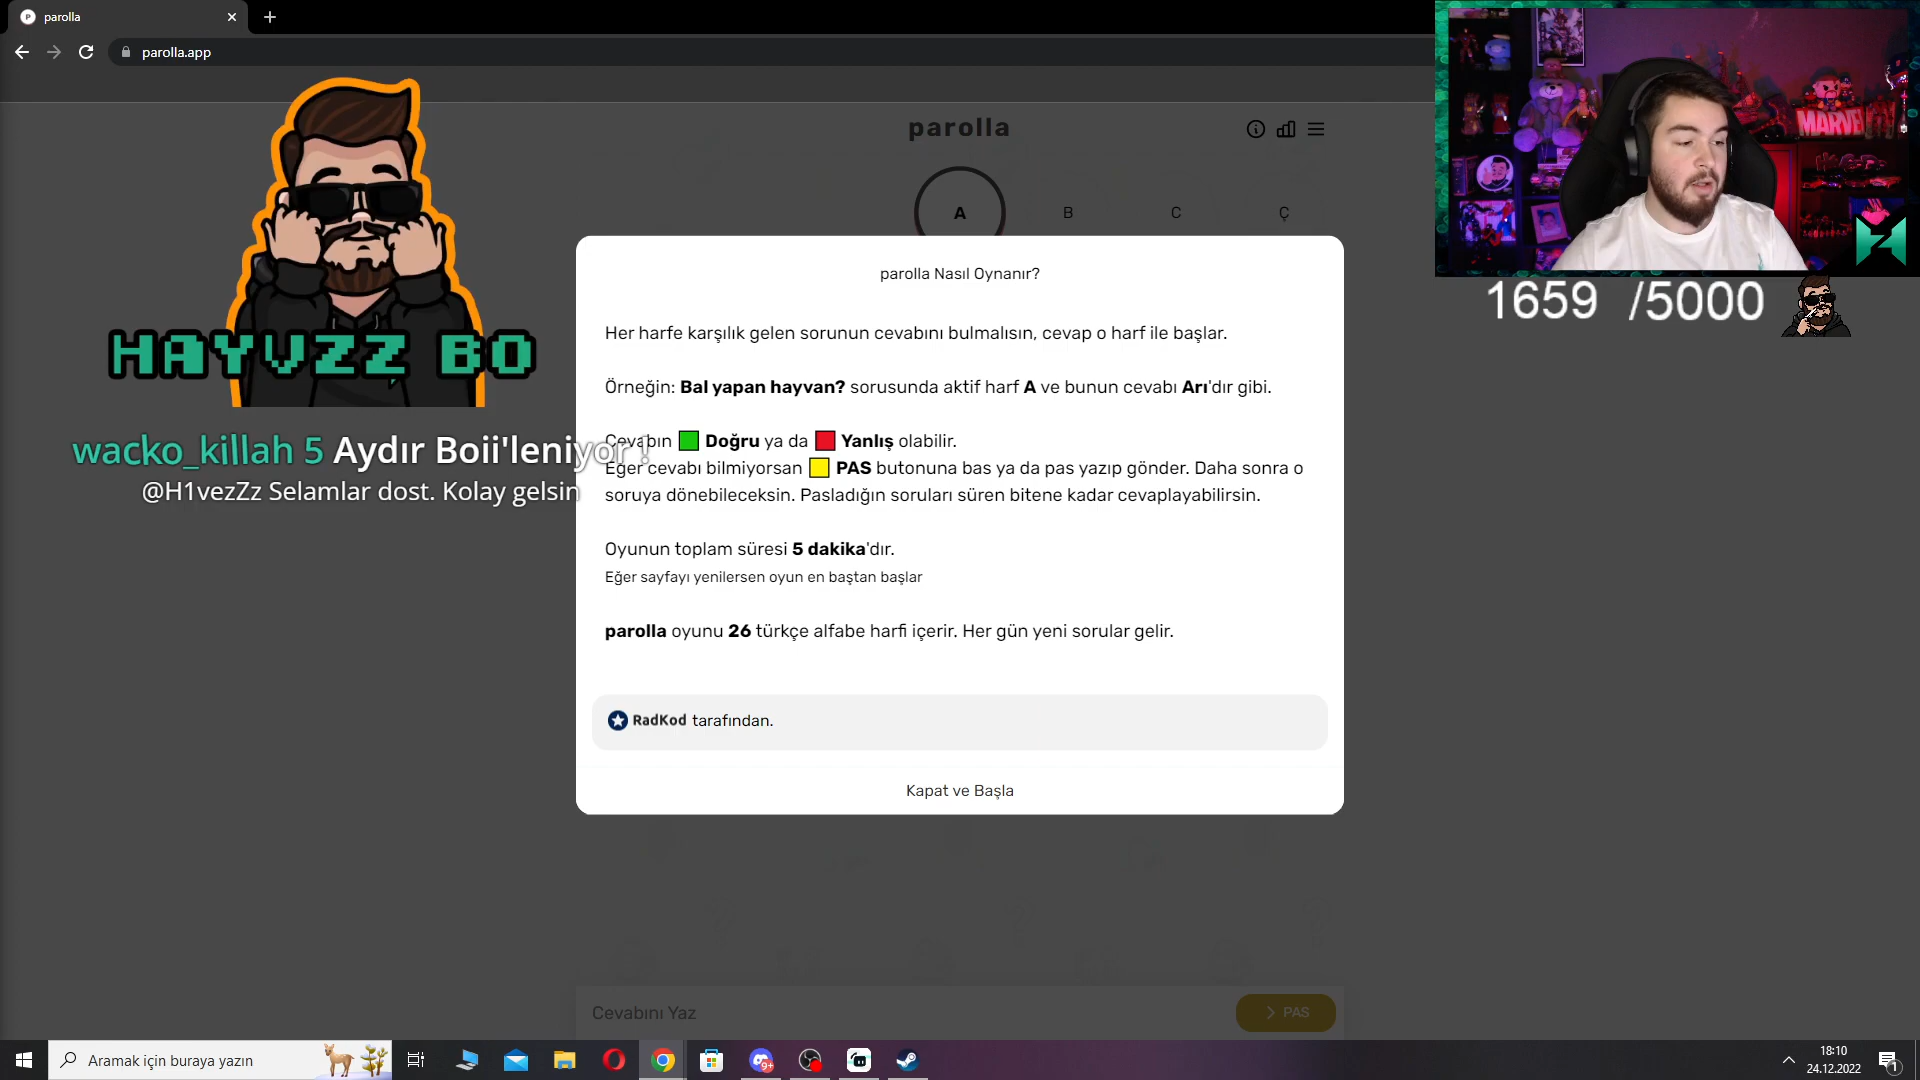 parolla
parolla.app
parolla
A
B
C
Ç
MARVEL
1659 /5000
HAYVZZ BO
wacko_killah 5 Aydır Boii'leniyor !
@H1vezZz Selamlar dost. Kolay gelsin
parolla Nasıl Oynanır?
Her harfe karşılık gelen sorunun cevabını bulmalısın, cevap o harf ile başlar.
Örneğin: Bal yapan hayvan? sorusunda aktif harf A ve bunun cevabı Arı'dır gibi.
Cevabın Doğru ya da Yanlış olabilir.
Eğer cevabı bilmiyorsan PAS butonuna bas ya da pas yazıp gönder. Daha sonra o
soruya dönebileceksin. Pasladığın soruları süren bitene kadar cevaplayabilirsin.
Oyunun toplam süresi 5 dakika'dır.
Eğer sayfayı yenilersen oyun en baştan başlar
parolla oyunu 26 türkçe alfabe harfi içerir. Her gün yeni sorular gelir.
RadKod tarafından.
Kapat ve Başla
Cevabını Yaz
PAS
Aramak için buraya yazın
9+
18:10
24.12.2022
1